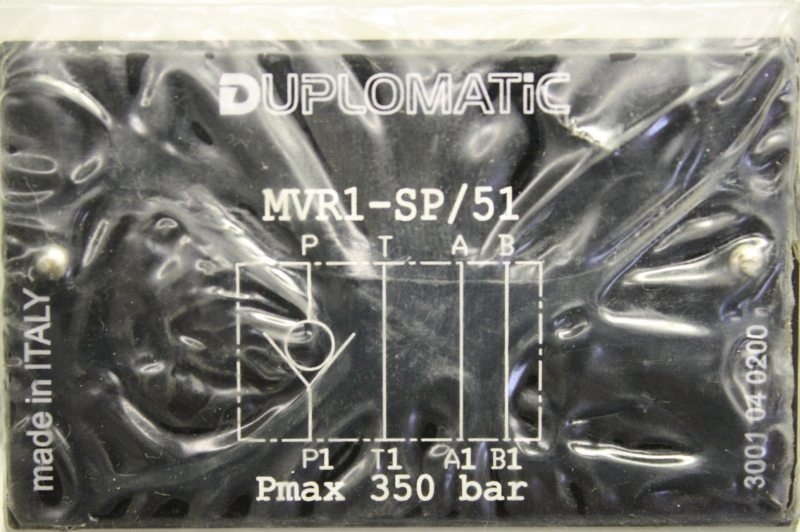 DUPLOMATiC
MVR1-SP/51
P T A B
P1 T1 A1 B1
Pmax 350 bar
made in ITALY
3001 04 0200